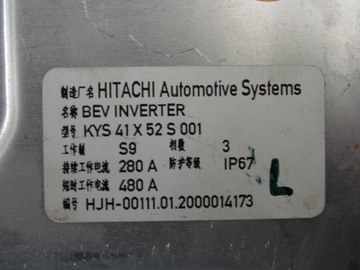 制造厂名 HITACHI Automotive Systems
名称 BEV INVERTER
型号 KYS 41 X 52 S 001
工作制 S9 相数 3
持续工作电流 280 A 防护等级 IP67
短时工作电流 480 A
编号 HJH-00111.01.2000014173
L